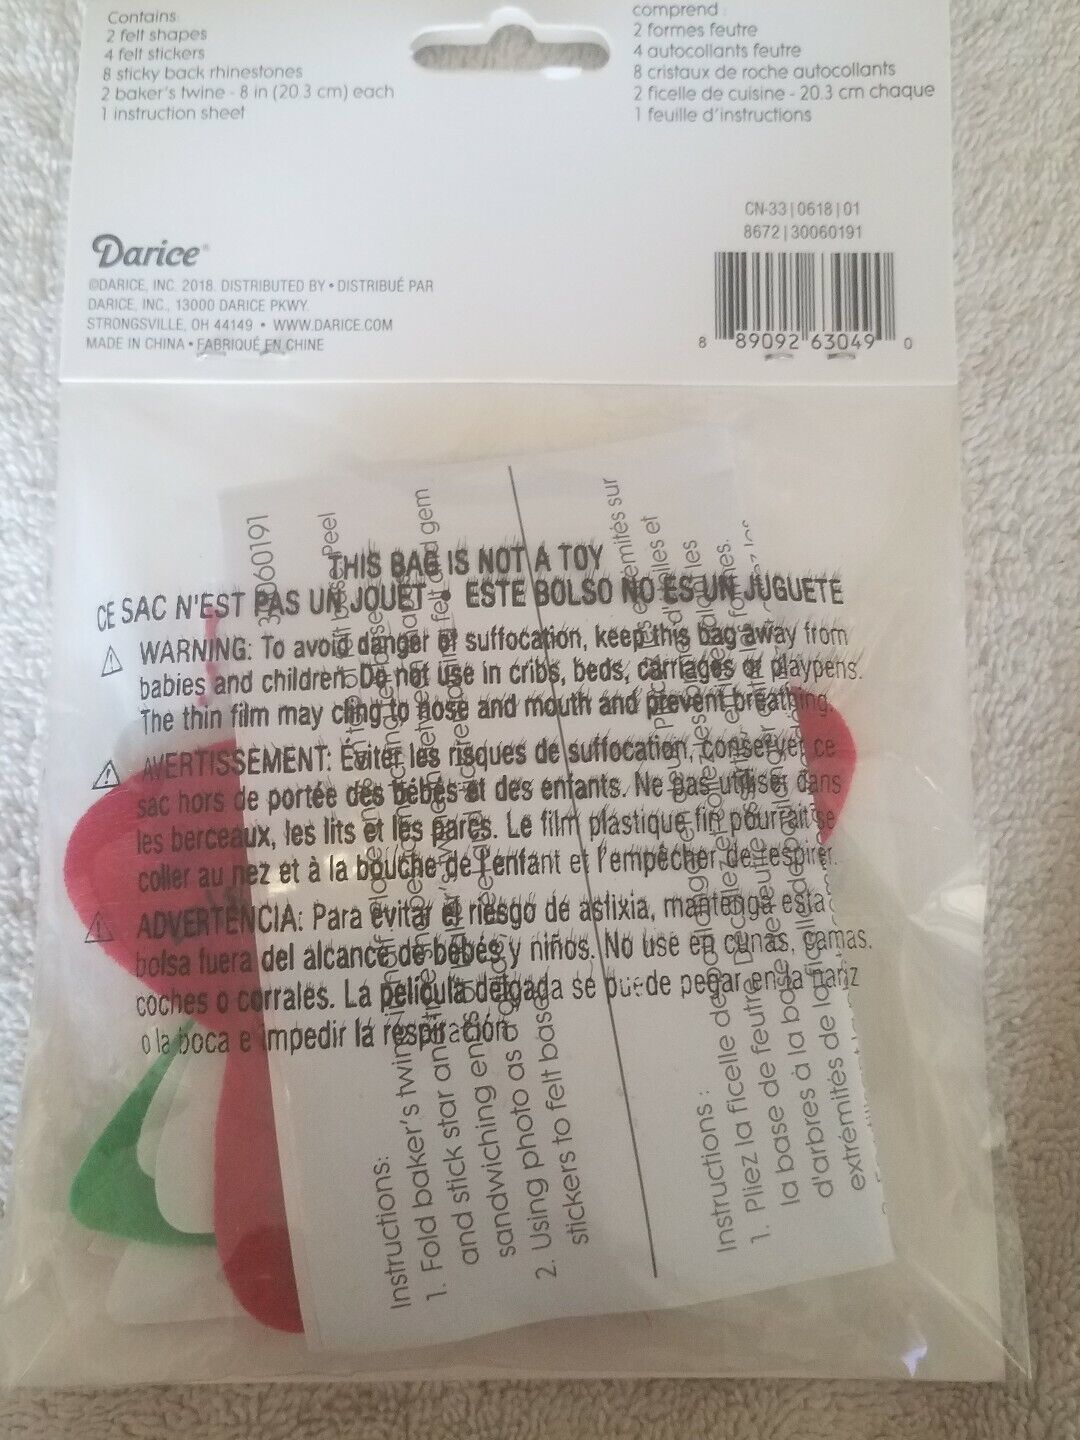 Contains:
2 felt shapes
4 felt stickers
8 sticky back rhinestones
2 baker's twine - 8 in (20.3 cm) each
1 instruction sheet
comprend :
2 formes feutre
4 autocollants feutre
8 cristaux de roche autocollants
2 ficelle de cuisine - 20.3 cm chaque
1 feuille d'instructions
CN-33|0618|01
8672|30060191
Darice®
©DARICE, INC. 2018. DISTRIBUTED BY • DISTRIBUÉ PAR
DARICE, INC., 13000 DARICE PKWY.
STRONGSVILLE, OH 44149 • WWW.DARICE.COM
MADE IN CHINA • FABRIQUÉ EN CHINE
8 89092 63049 0
THIS BAG IS NOT A TOY
CE SAC N'EST PAS UN JOUET • ESTE BOLSO NO ES UN JUGUETE
WARNING: To avoid danger of suffocation, keep this bag away from
babies and children. Do not use in cribs, beds, carriages or playpens.
The thin film may cling to nose and mouth and prevent breathing.
AVERTISSEMENT: Éviter les risques de suffocation, conserver ce
sac hors de portée des bébés et des enfants. Ne pas utiliser dans
les berceaux, les lits et les parcs. Le film plastique fin pourrait se
coller au nez et à la bouche de l'enfant et l'empêcher de respirer.
ADVERTENCIA: Para evitar el riesgo de asfixia, mantenga esta
bolsa fuera del alcance de bebés y niños. No use en cunas, camas,
coches o corrales. La película delgada se puede pegar en la nariz
o la boca e impedir la respiración.
30060191
Instructions:
1. Fold baker's twine
and stick star
sandwiching
2. Using photo as
stickers to felt base
Instructions :
1. Pliez la ficelle de
la base de feutre.
d'arbres à la base de
extrémités de la ficelle